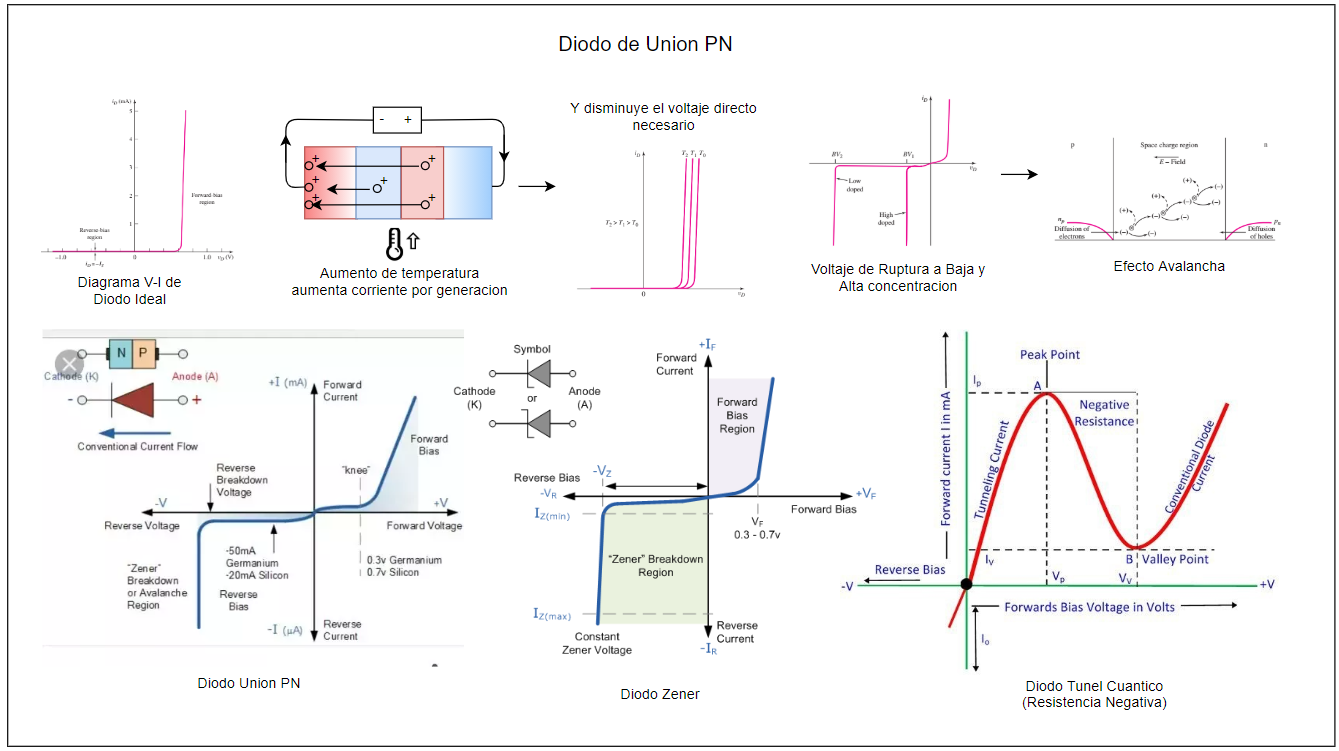 Diodo de Union PN
i_D (mA)
5
4
3
2
1
Forward bias
region
Reverse-bias
region
-1.0
0
1.0
v_D (V)
i_D = -I_S
Diagrama V-I de
Diodo Ideal
- +
+
+
+
+
+
+
Aumento de temperatura
aumenta corriente por generacion
Y disminuye el voltaje directo
necesario
i_D
T_2 T_1 T_0
T_2 > T_1 > T_0
0
v_D
i_D
BV_2
BV_1
v_D
Low
doped
High
doped
Voltaje de Ruptura a Baja y
Alta concentracion
p
Space charge region
n
E – Field
(+)
(+)
(+)
(–)
(–)
(–)
(–)
(–)
(–)
n_p
Diffusion of
electrons
p_n
Diffusion
of holes
Efecto Avalancha
N P
Cathode (K)
Anode (A)
-
+
Conventional Current Flow
+I (mA)
Forward
Current
Forward
Bias
"knee"
Reverse
Breakdown
Voltage
-V
Reverse Voltage
+V
Forward Voltage
-50mA
Germanium
-20mA Silicon
Reverse
Bias
0.3v Germanium
0.7v Silicon
"Zener"
Breakdown
or Avalanche
Region
-I (µA)
Reverse
Current
Diodo Union PN
Symbol
Cathode
(K)
or
Anode
(A)
+I_F
Forward
Current
Forward
Bias
Region
-V_Z
Reverse Bias
-V_R
+V_F
Forward Bias
I_Z(min)
V_F
0.3 - 0.7v
"Zener" Breakdown
Region
I_Z(max)
Constant
Zener Voltage
Reverse
Current
-I_R
Diodo Zener
Peak Point
I_p
A
Negative
Resistance
Forward current I in mA
Tunneling Current
Conventional Diode
Current
I_V
B
Valley Point
Reverse Bias
-V
V_p
V_V
+V
Forwards Bias Voltage in Volts
I_o
Diodo Tunel Cuantico
(Resistencia Negativa)